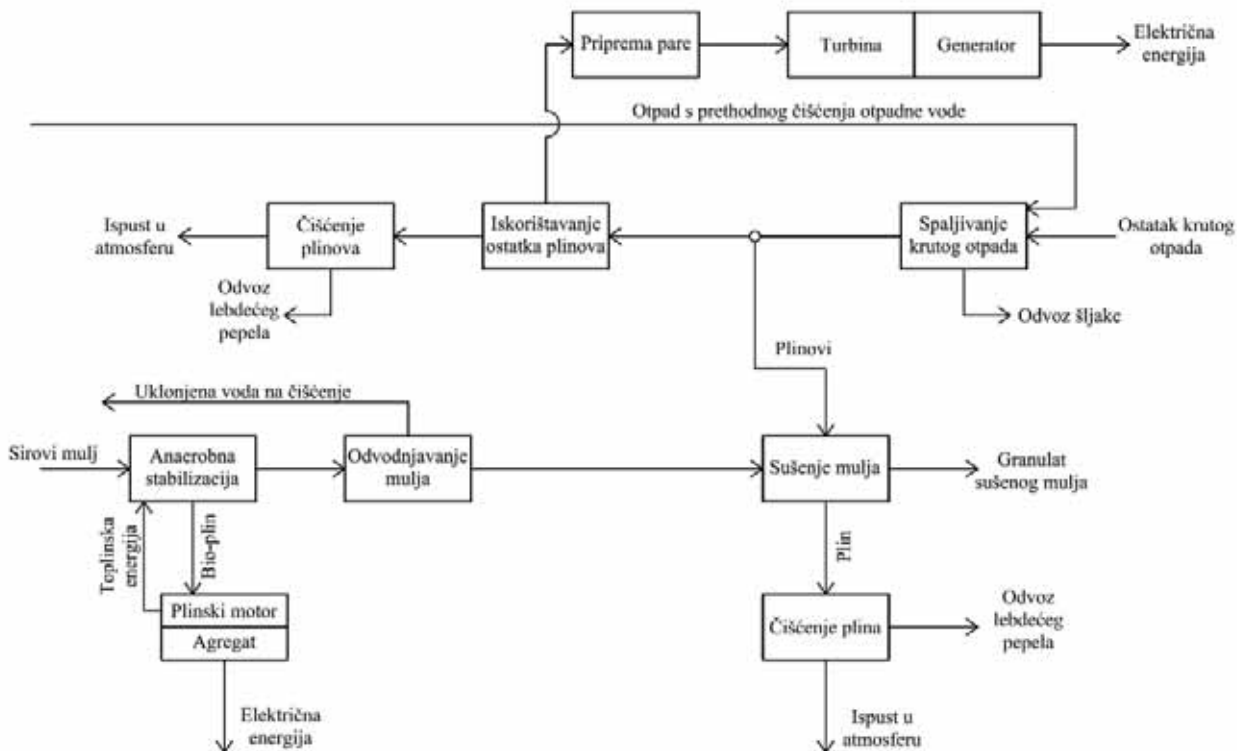 Priprema pare
Turbina
Generator
Električna
energija
Otpad s prethodnog čišćenja otpadne vode
Ispust u
atmosferu
Čišćenje
plinova
Iskorištavanje
ostatka plinova
Spaljivanje
krutog otpada
Ostatak krutog
otpada
Odvoz
lebdećeg
pepela
Odvoz šljake
Plinovi
Uklonjena voda na čišćenje
Sirovi mulj
Anaerobna
stabilizacija
Odvodnjavanje
mulja
Sušenje mulja
Granulat
sušenog mulja
Toplinska
energija
Bio-plin
Plin
Plinski motor
Agregat
Čišćenje plina
Odvoz
lebdećeg
pepela
Električna
energija
Ispust u
atmosferu